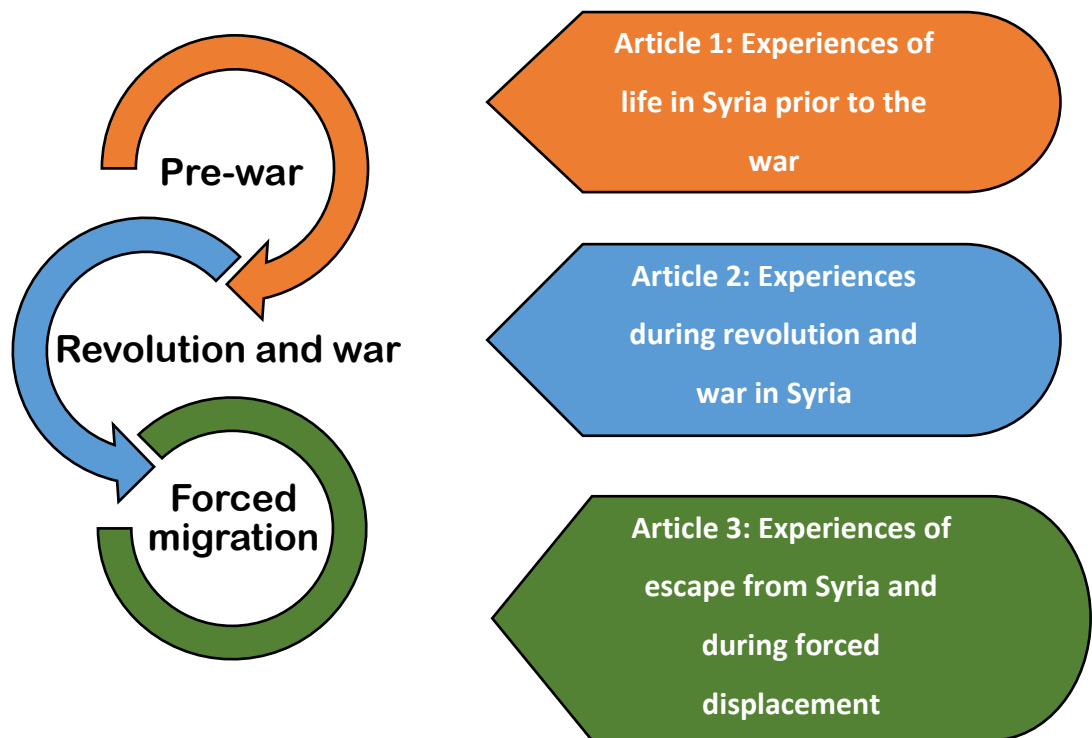 Pre-war
Article 1: Experiences of
life in Syria prior to the
war
Revolution and war
Article 2: Experiences
during revolution and
war in Syria
Forced
migration
Article 3: Experiences of
escape from Syria and
during forced
displacement